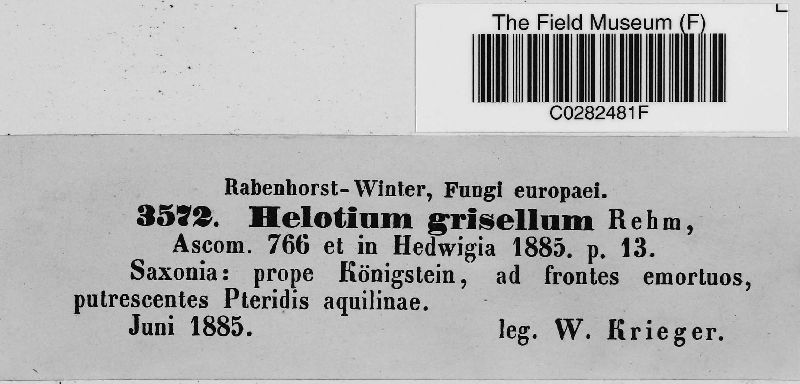 The Field Museum (F)
C0282481F
Rabenhorst-Winter, Fungi europaei.
3572. Helotium grisellum Rehm,
Ascom. 766 et in Hedwigia 1885. p. 13.
Saxonia: prope Königstein, ad frontes emortuos,
putrescentes Pteridis aquilinae.
Juni 1885. leg. W. Krieger.